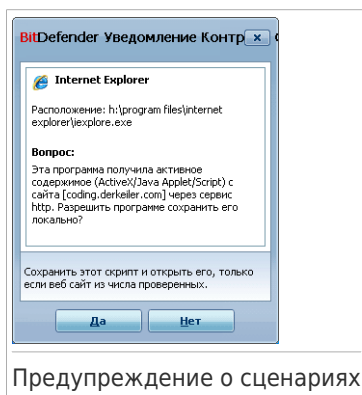 BitDefender Уведомление Контр
Internet Explorer
Расположение: h:\program files\internet
explorer\iexplore.exe
Вопрос:
Эта программа получила активное
содержимое (ActiveX/Java Applet/Script) с
сайта [coding.derkeiler.com] через сервис
http. Разрешить программе сохранить его
локально?
Сохранить этот скрипт и открыть его, только
если веб сайт из числа проверенных.
Да Нет
Предупреждение о сценариях